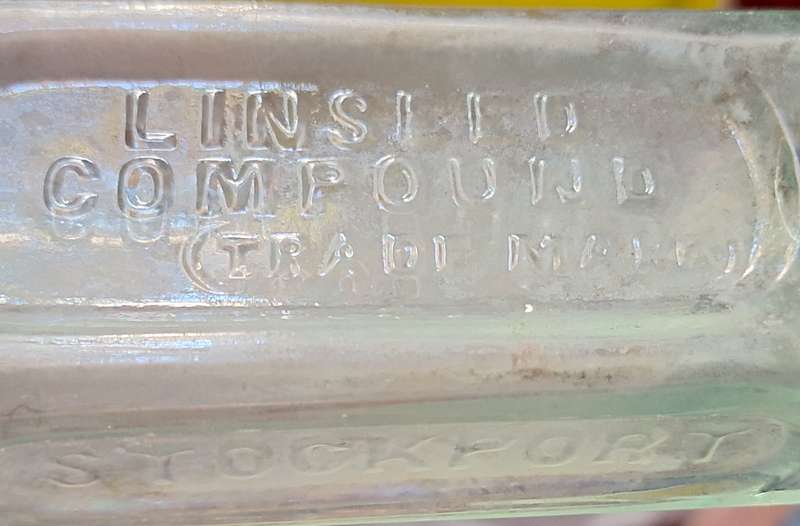 LINSEED
COMPOUND
(TRADE MARK)
STOCKPORT